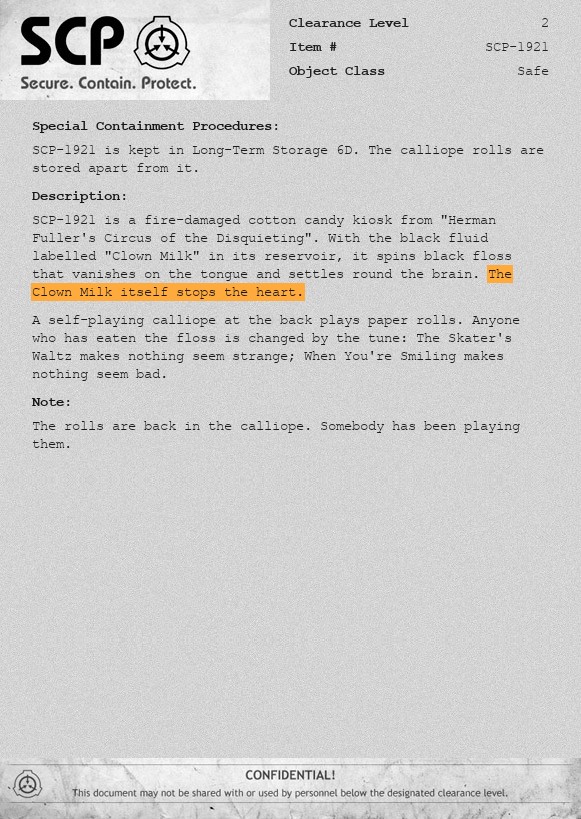 SCP
Secure. Contain. Protect.
Clearance Level 2
Item # SCP-1921
Object Class Safe
Special Containment Procedures:
SCP-1921 is kept in Long-Term Storage 6D. The calliope rolls are
stored apart from it.
Description:
SCP-1921 is a fire-damaged cotton candy kiosk from "Herman
Fuller's Circus of the Disquieting". With the black fluid
labelled "Clown Milk" in its reservoir, it spins black floss
that vanishes on the tongue and settles round the brain. The
Clown Milk itself stops the heart.
A self-playing calliope at the back plays paper rolls. Anyone
who has eaten the floss is changed by the tune: The Skater's
Waltz makes nothing seem strange; When You're Smiling makes
nothing seem bad.
Note:
The rolls are back in the calliope. Somebody has been playing
them.
CONFIDENTIAL!
This document may not be shared with or used by personnel below the designated clearance level.